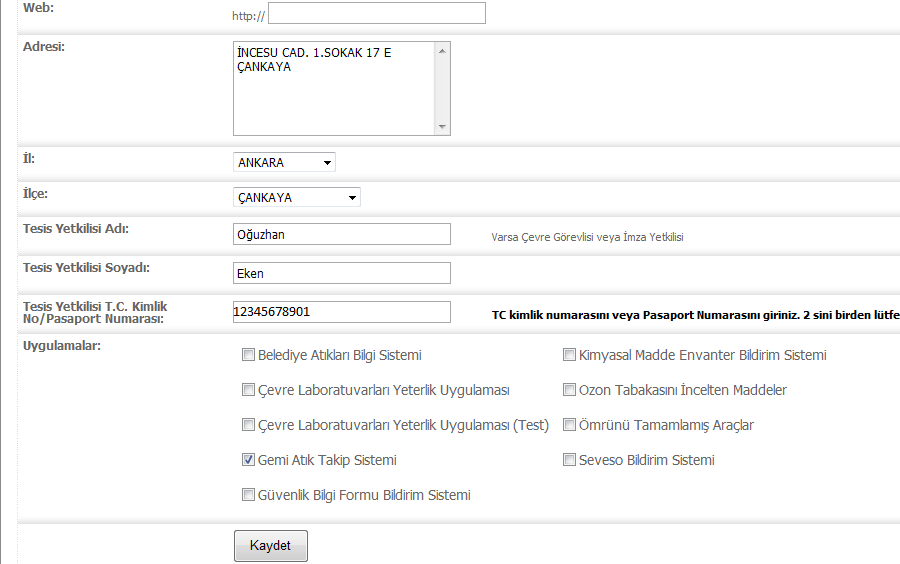 Web:
http://
Adresi:
İNCESU CAD. 1.SOKAK 17 E
ÇANKAYA
İl:
ANKARA
İlçe:
ÇANKAYA
Tesis Yetkilisi Adı:
Oğuzhan
Varsa Çevre Görevlisi veya İmza Yetkilisi
Tesis Yetkilisi Soyadı:
Eken
Tesis Yetkilisi T.C. Kimlik
No/Pasaport Numarası:
12345678901
TC kimlik numarasını veya Pasaport Numarasını giriniz. 2 sini birden lütfe
Uygulamalar:
Belediye Atıkları Bilgi Sistemi
Kimyasal Madde Envanter Bildirim Sistemi
Çevre Laboratuvarları Yeterlik Uygulaması
Ozon Tabakasını İncelten Maddeler
Çevre Laboratuvarları Yeterlik Uygulaması (Test)
Ömrünü Tamamlamış Araçlar
Gemi Atık Takip Sistemi
Seveso Bildirim Sistemi
Güvenlik Bilgi Formu Bildirim Sistemi
Kaydet